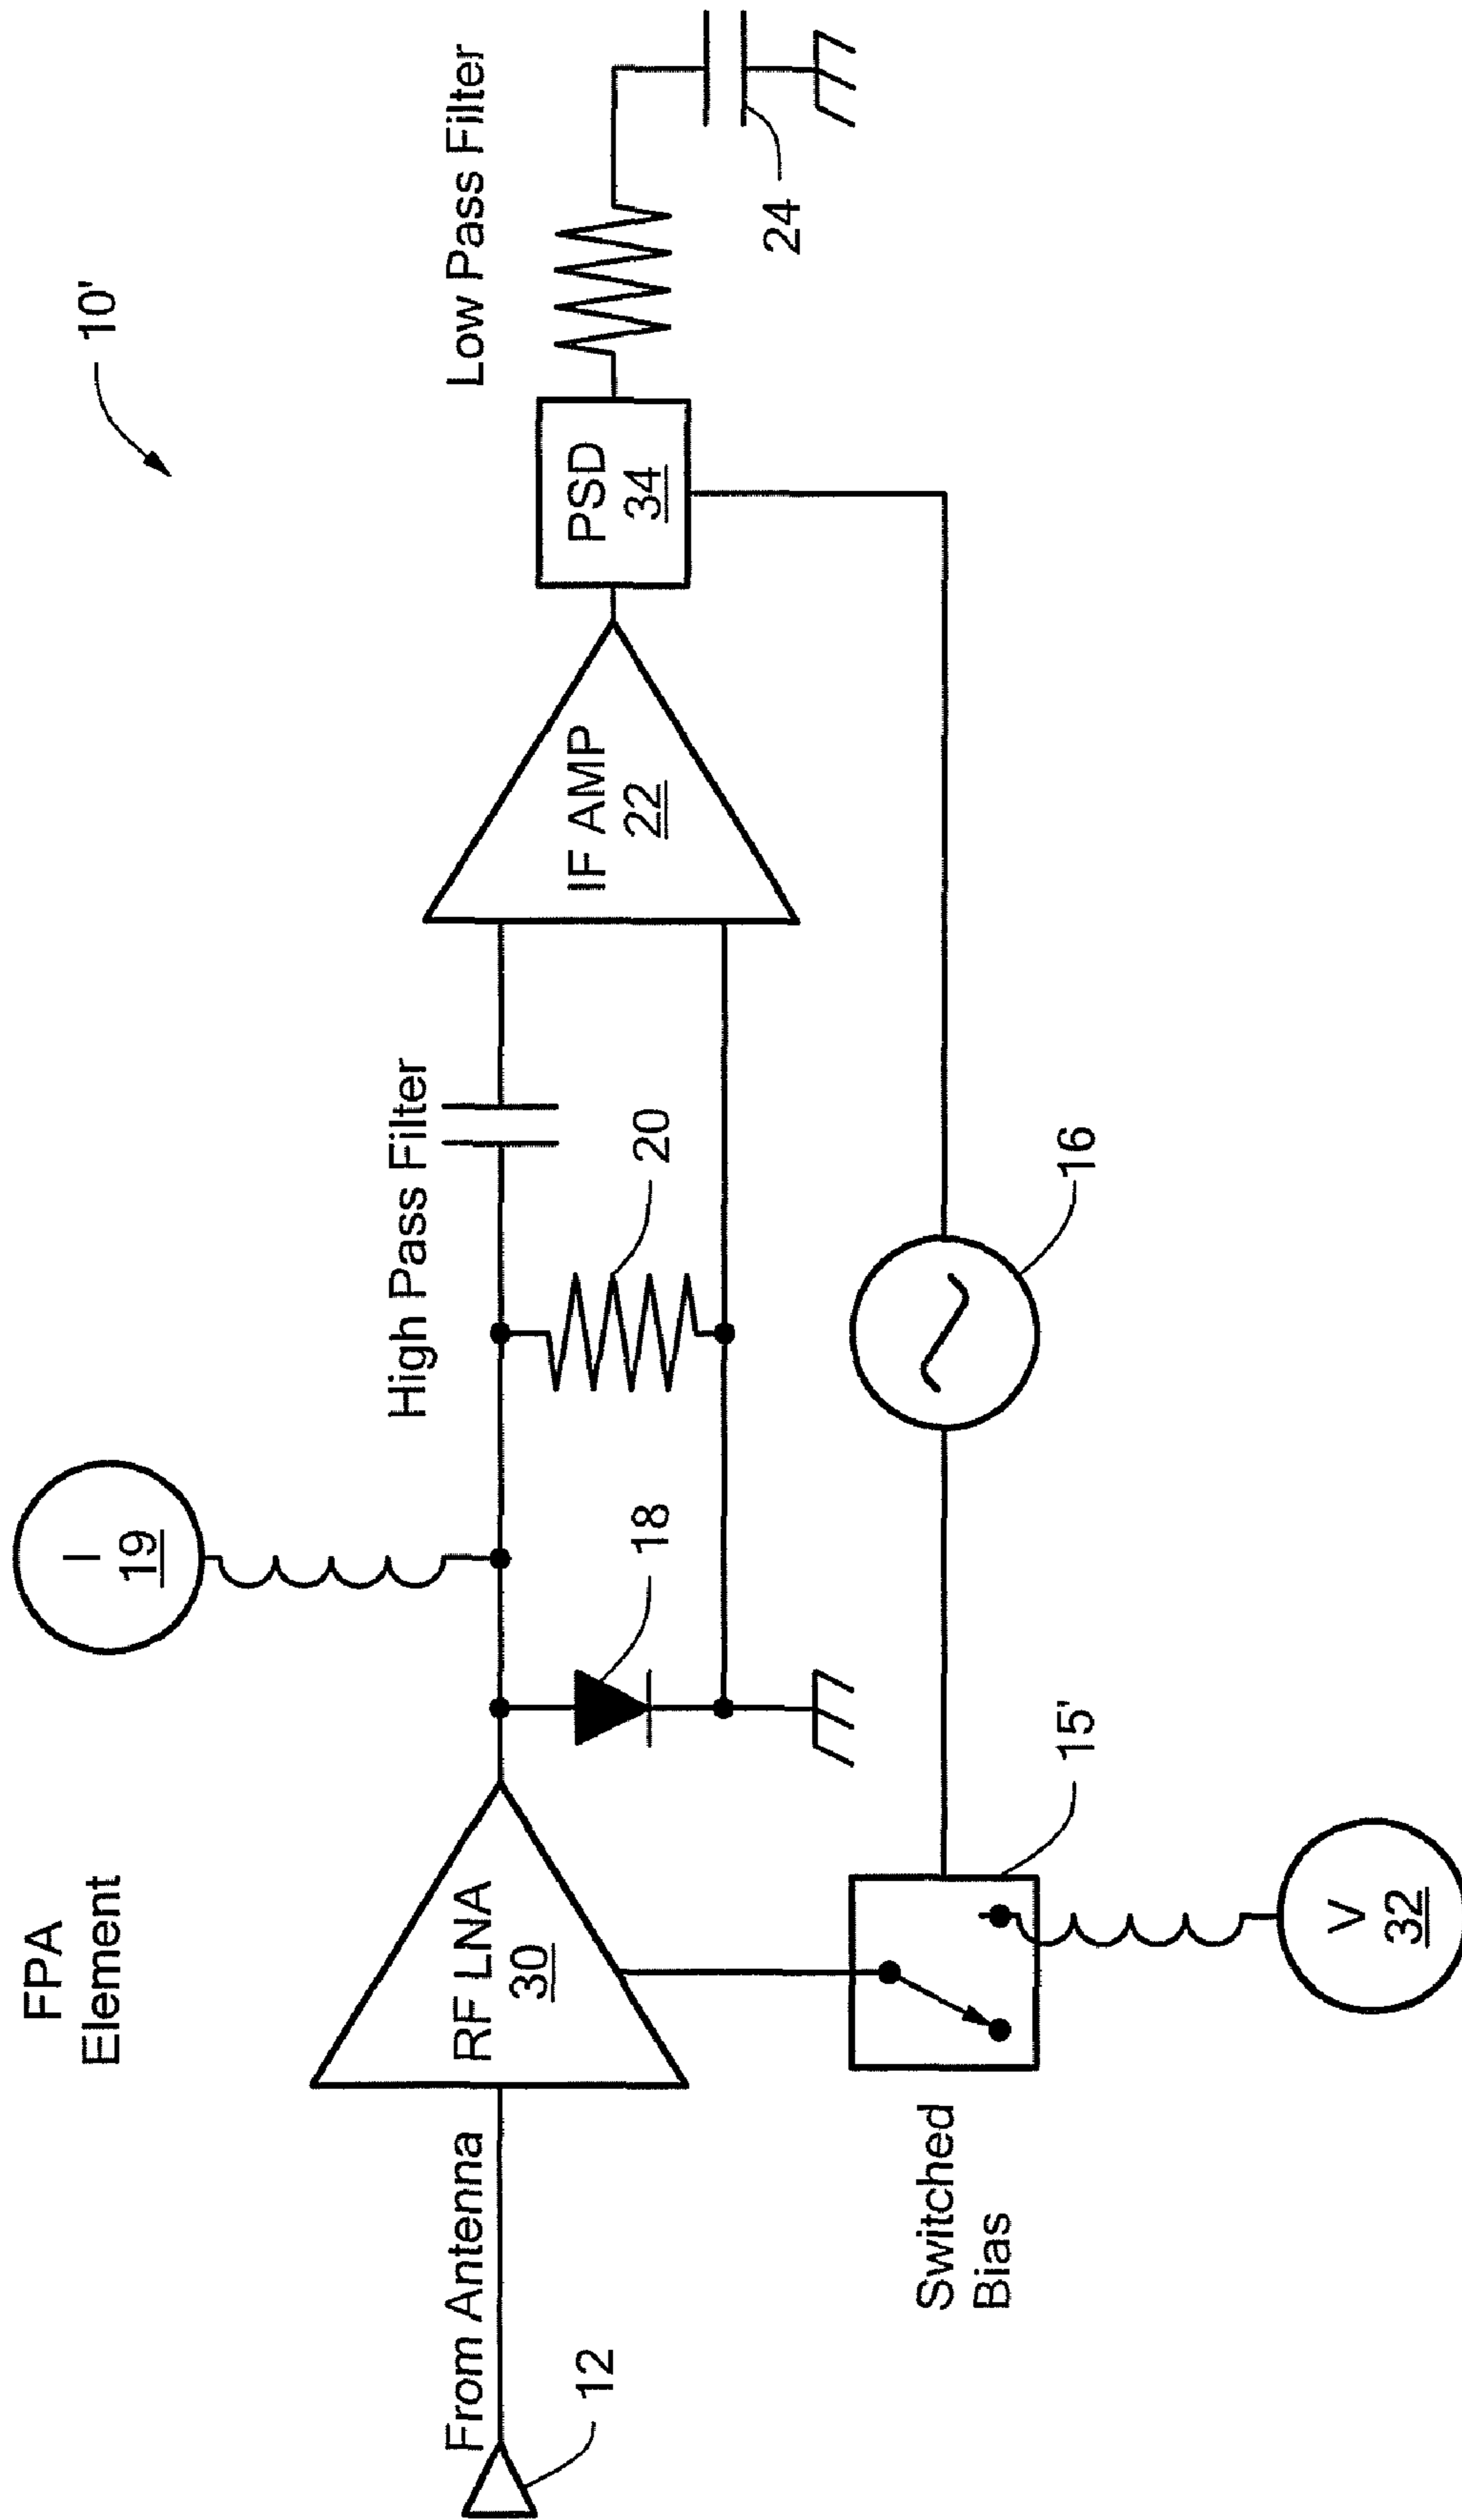 10'
FPA
Element
I
19
High Pass Filter
Low Pass Filter
From Antenna
12
RF LNA
30
18
20
IF AMP
22
PSD
34
24
Switched
Bias
15'
16
V
32